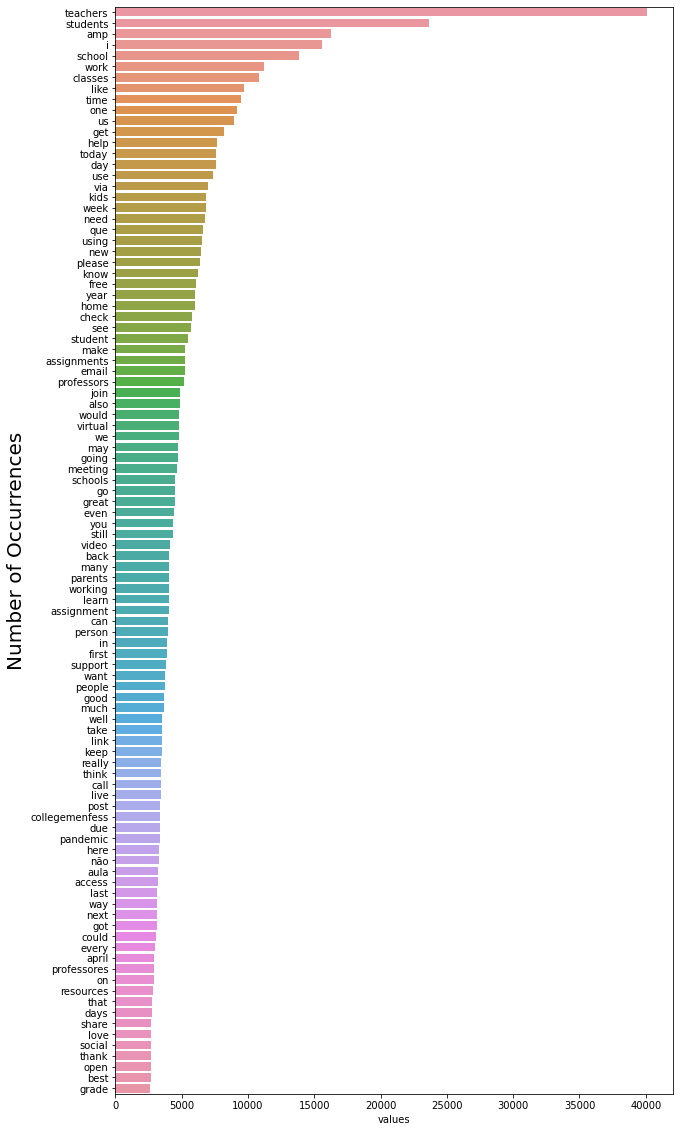 teachers
students
amp
i
school
work
classes
like
time
one
us
get
help
today
day
use
via
kids
week
need
que
using
new
please
know
free
year
home
check
see
student
make
assignments
email
professors
join
also
would
virtual
we
may
going
meeting
schools
go
great
even
you
still
video
back
many
parents
working
learn
assignment
can
person
in
first
support
want
people
good
much
well
take
link
keep
really
think
call
live
post
collegemenfess
due
pandemic
here
não
aula
access
last
way
next
got
could
every
april
professores
on
resources
that
days
share
love
social
thank
open
best
grade
Number of Occurrences
0 5000 10000 15000 20000 25000 30000 35000 40000
values